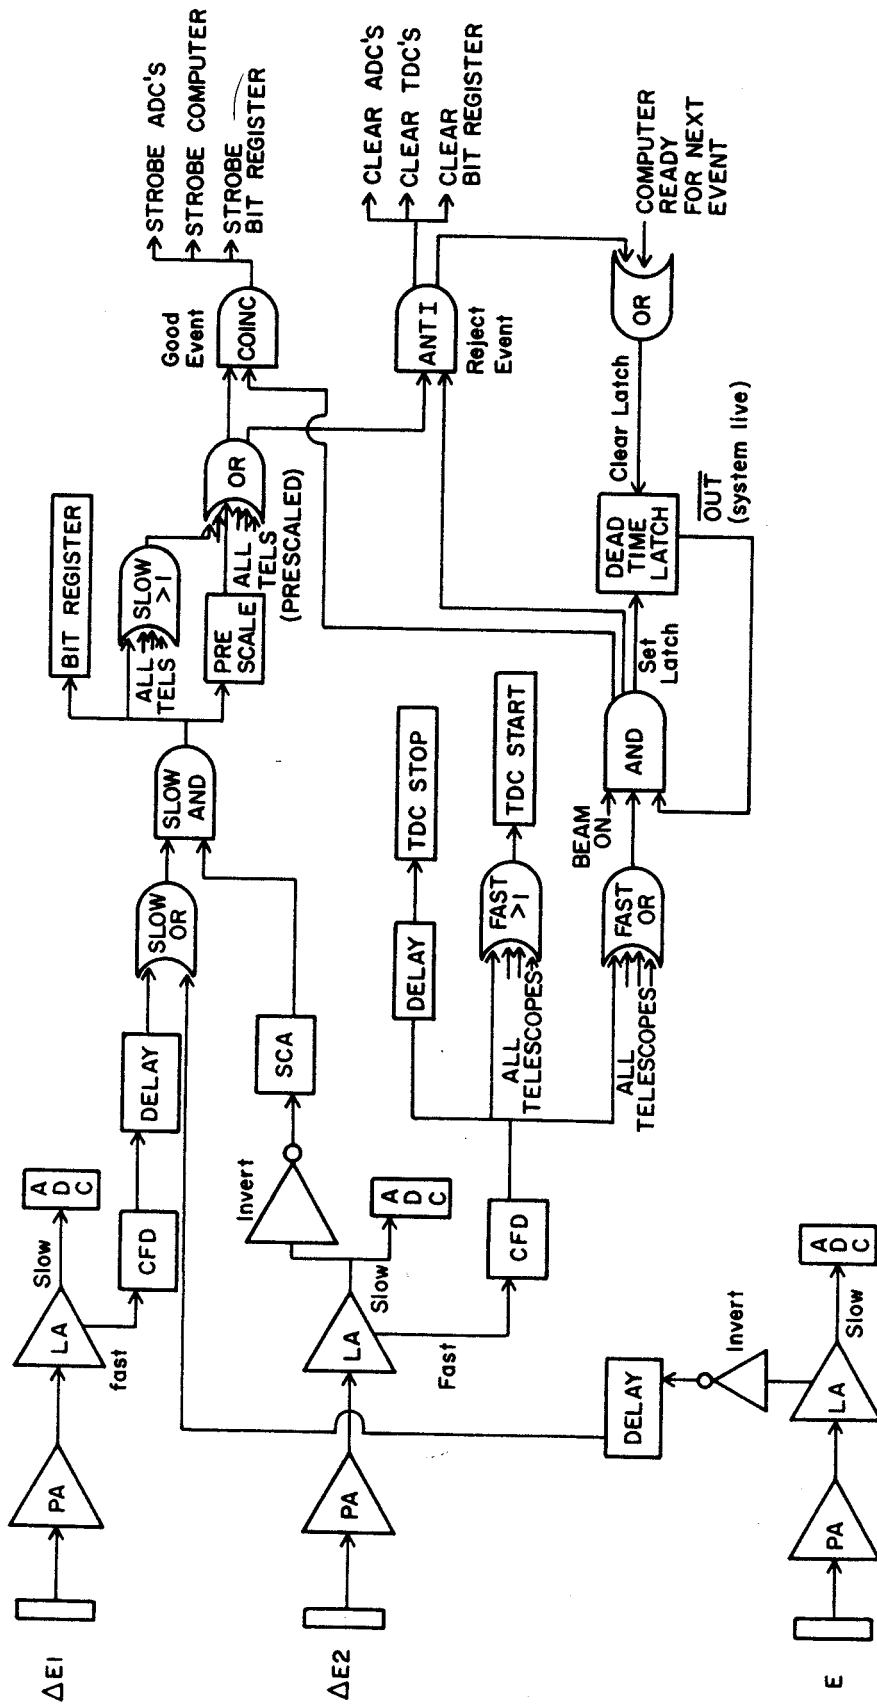 ΔE1
PA
LA
Slow
fast
A
D
C
CFD
DELAY
SLOW
OR
SLOW
AND
BIT REGISTER
ALL
TELS
SLOW
>1
PRE
SCALE
ALL
TELS
(PRESCALED)
OR
Good
Event
COINC
STROBE ADC'S
STROBE COMPUTER
STROBE
BIT REGISTER
ΔE2
PA
LA
Slow
Fast
Invert
A
D
C
SCA
CFD
DELAY
TDC STOP
ALL
TELESCOPES
FAST
>1
TDC START
ALL
TELESCOPES
FAST
OR
BEAM
ON
AND
Set
Latch
DEAD
TIME
LATCH
OUT
(system live)
Clear Latch
OR
ANTI
Reject
Event
CLEAR ADC'S
CLEAR TDC'S
CLEAR
BIT REGISTER
COMPUTER
READY
FOR NEXT
EVENT
E
PA
LA
Slow
A
D
C
Invert
DELAY